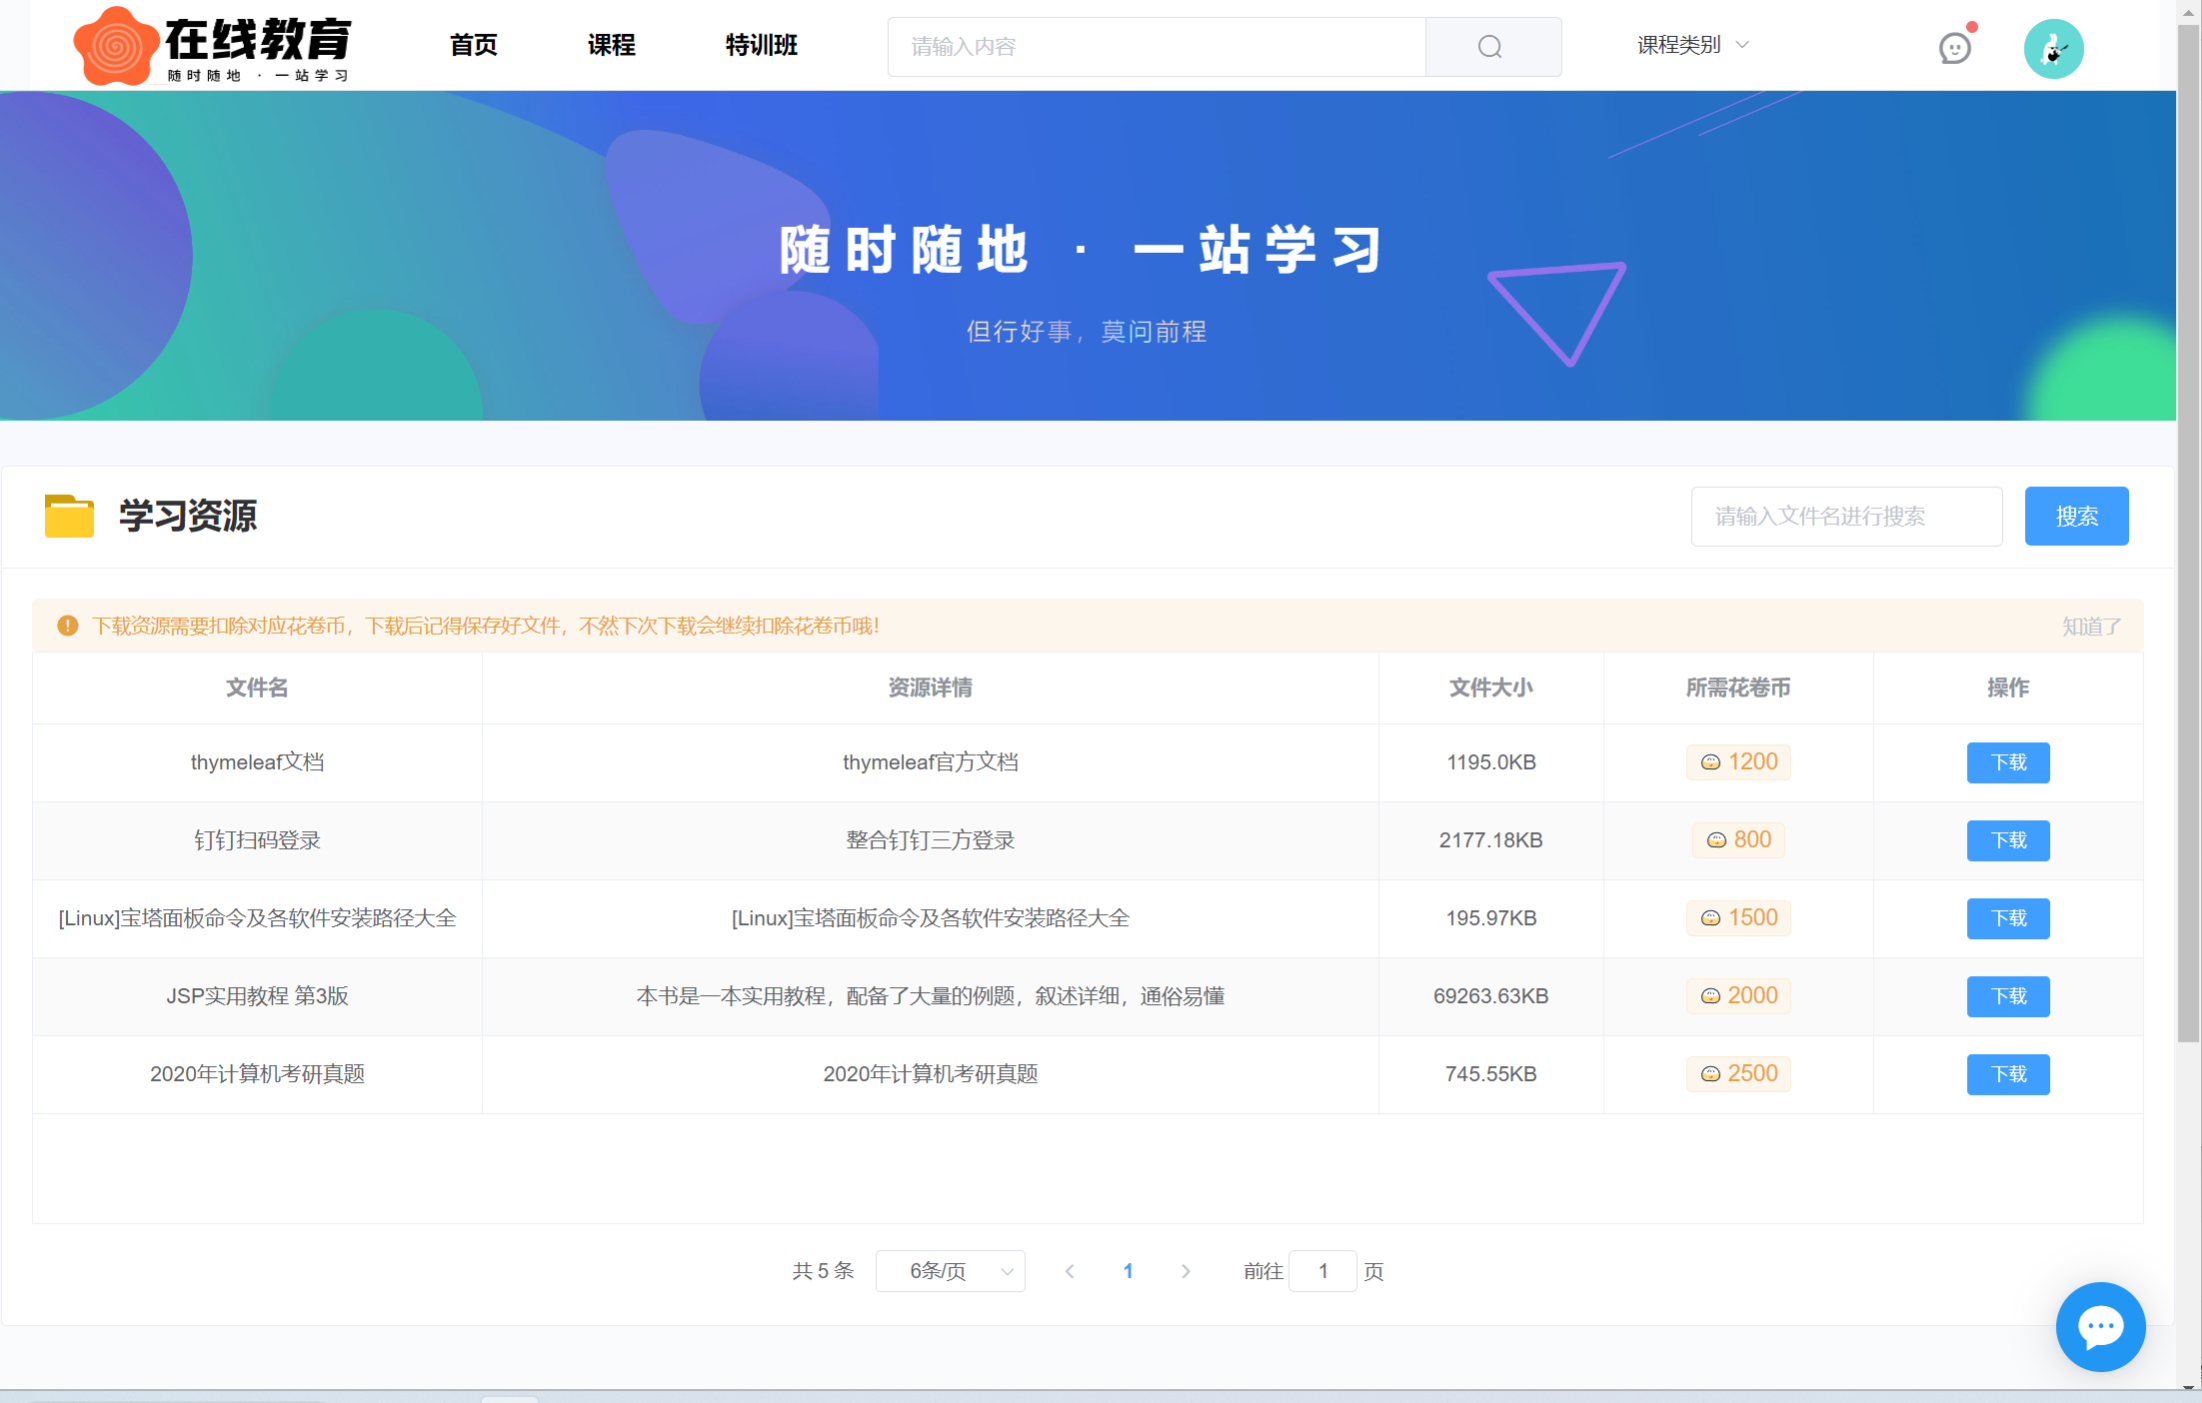 在线教育
随时随地 · 一站学习
首页 课程 特训班 请输入内容 课程类别
随时随地 · 一站学习
但行好事，莫问前程
学习资源 请输入文件名进行搜索 搜索
下载资源需要扣除对应花卷币，下载后记得保存好文件，不然下次下载会继续扣除花卷币哦! 知道了
文件名 资源详情 文件大小 所需花卷币 操作
thymeleaf文档 thymeleaf官方文档 1195.0KB 1200 下载
钉钉扫码登录 整合钉钉三方登录 2177.18KB 800 下载
[Linux]宝塔面板命令及各软件安装路径大全 [Linux]宝塔面板命令及各软件安装路径大全 195.97KB 1500 下载
JSP实用教程 第3版 本书是一本实用教程，配备了大量的例题，叙述详细，通俗易懂 69263.63KB 2000 下载
2020年计算机考研真题 2020年计算机考研真题 745.55KB 2500 下载
共 5 条 6条/页 1 前往 1 页